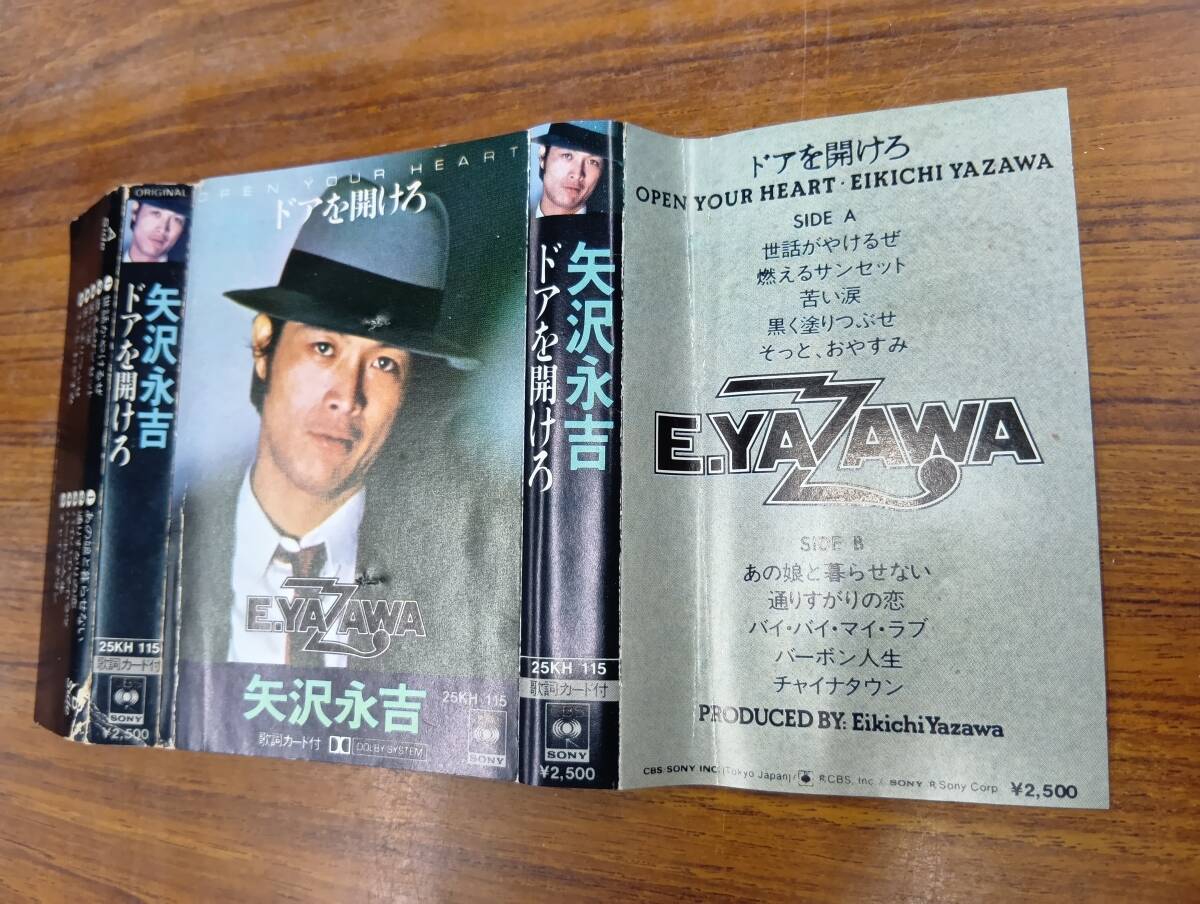 ORIGINAL
矢沢永吉
ドアを開けろ
25KH 115
歌詞カード付
SONY
¥2,500
OPEN YOUR HEART
ドアを開けろ
E.YAZAWA
矢沢永吉
25KH 115
歌詞カード付 DOLBY SYSTEM
SONY
矢沢永吉
ドアを開けろ
25KH 115
歌詞カード付
CBS
SONY
¥2,500
ドアを開けろ
OPEN YOUR HEART・EIKICHI YAZAWA
SIDE A
世話がやけるぜ
燃えるサンセット
苦い涙
黒く塗りつぶせ
そっと、おやすみ
E.YAZAWA
SIDE B
あの娘と暮らせない
通りすがりの恋
バイ・バイ・マイ・ラブ
バーボン人生
チャイナタウン
PRODUCED BY: Eikichi Yazawa
CBS/SONY INC. (Tokyo Japan)/ R.CBS, Inc. SONY R Sony Corp. ¥2,500